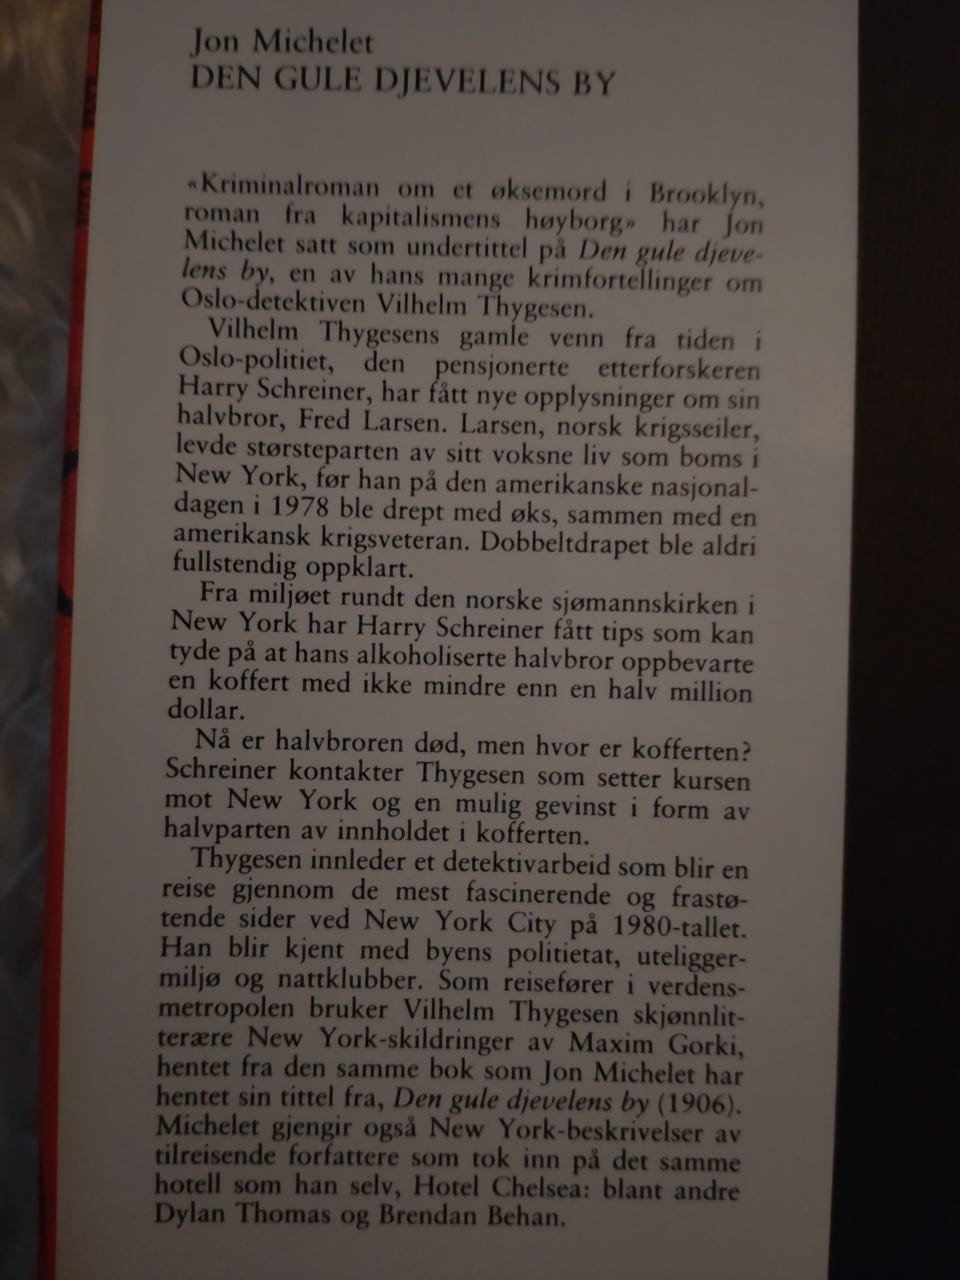 Jon Michelet
DEN GULE DJEVELENS BY
«Kriminalroman om et øksemord i Brooklyn,
roman fra kapitalismens høyborg» har Jon
Michelet satt som undertittel på Den gule djeve-
lens by, en av hans mange krimfortellinger om
Oslo-detektiven Vilhelm Thygesen.
Vilhelm Thygesens gamle venn fra tiden i
Oslo-politiet, den pensjonerte etterforskeren
Harry Schreiner, har fått nye opplysninger om sin
halvbror, Fred Larsen. Larsen, norsk krigsseiler,
levde størsteparten av sitt voksne liv som boms i
New York, før han på den amerikanske nasjonal-
dagen i 1978 ble drept med øks, sammen med en
amerikansk krigsveteran. Dobbeltdrapet ble aldri
fullstendig oppklart.
Fra miljøet rundt den norske sjømannskirken i
New York har Harry Schreiner fått tips som kan
tyde på at hans alkoholiserte halvbror oppbevarte
en koffert med ikke mindre enn en halv million
dollar.
Nå er halvbroren død, men hvor er kofferten?
Schreiner kontakter Thygesen som setter kursen
mot New York og en mulig gevinst i form av
halvparten av innholdet i kofferten.
Thygesen innleder et detektivarbeid som blir en
reise gjennom de mest fascinerende og frastø-
tende sider ved New York City på 1980-tallet.
Han blir kjent med byens politietat, uteligger-
miljø og nattklubber. Som reisefører i verdens-
metropolen bruker Vilhelm Thygesen skjønnlit-
terære New York-skildringer av Maxim Gorki,
hentet fra den samme bok som Jon Michelet har
hentet sin tittel fra, Den gule djevelens by (1906).
Michelet gjengir også New York-beskrivelser av
tilreisende forfattere som tok inn på det samme
hotell som han selv, Hotel Chelsea: blant andre
Dylan Thomas og Brendan Behan.